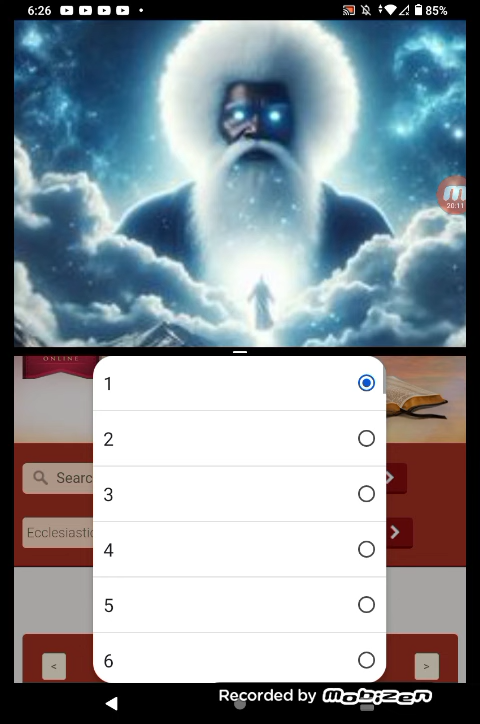 6:26
85%
20:11
ONLINE
1
2
Searc
3
Ecclesiastic
4
5
<
6
>
Recorded by Mobizen